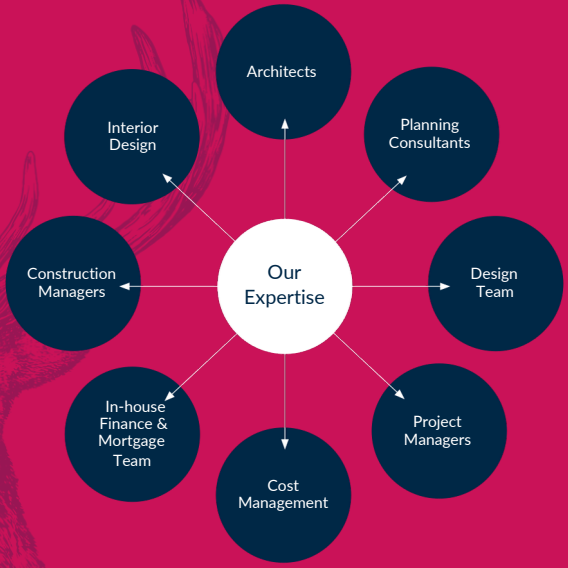 Architects
Planning
Consultants
Design
Team
Project
Managers
Cost
Management
In-house
Finance &
Mortgage
Team
Construction
Managers
Interior
Design
Our
Expertise